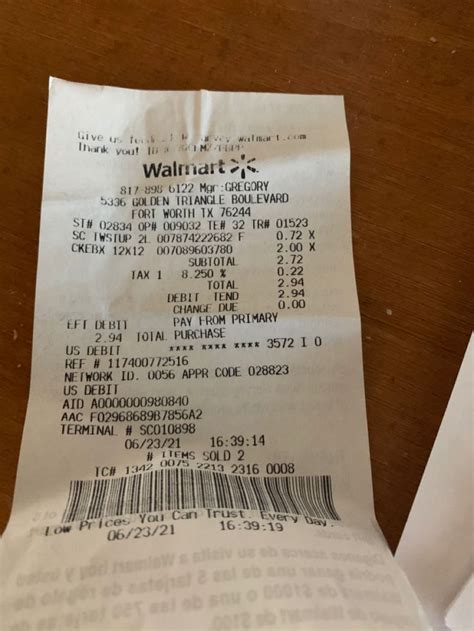 Give us feedback @ survey.walmart.com
Thank you! ID #
Walmart
817-898-6122 Mgr:GREGORY
5336 GOLDEN TRIANGLE BOULEVARD
FORT WORTH TX 76244
ST# 02834 OP# 009032 TE# 32 TR# 01523
SC TWSTUP 2L 007874222682 F 0.72 X
CKEBX 12X12 007089603780 2.00 X
SUBTOTAL 2.72
TAX 1 8.250 % 0.22
TOTAL 2.94
DEBIT TEND 2.94
CHANGE DUE 0.00
EFT DEBIT PAY FROM PRIMARY
2.94 TOTAL PURCHASE
US DEBIT **** **** **** 3572 I 0
REF # 117400772516
NETWORK ID. 0056 APPR CODE 028823
US DEBIT
AID A0000000980840
AAC F02968689B7856A2
TERMINAL # SC010898
06/23/21 16:39:14
# ITEMS SOLD 2
TC# 1342 0075 2213 2316 0008
Low Prices You Can Trust. Every Day.
06/23/21 16:39:19